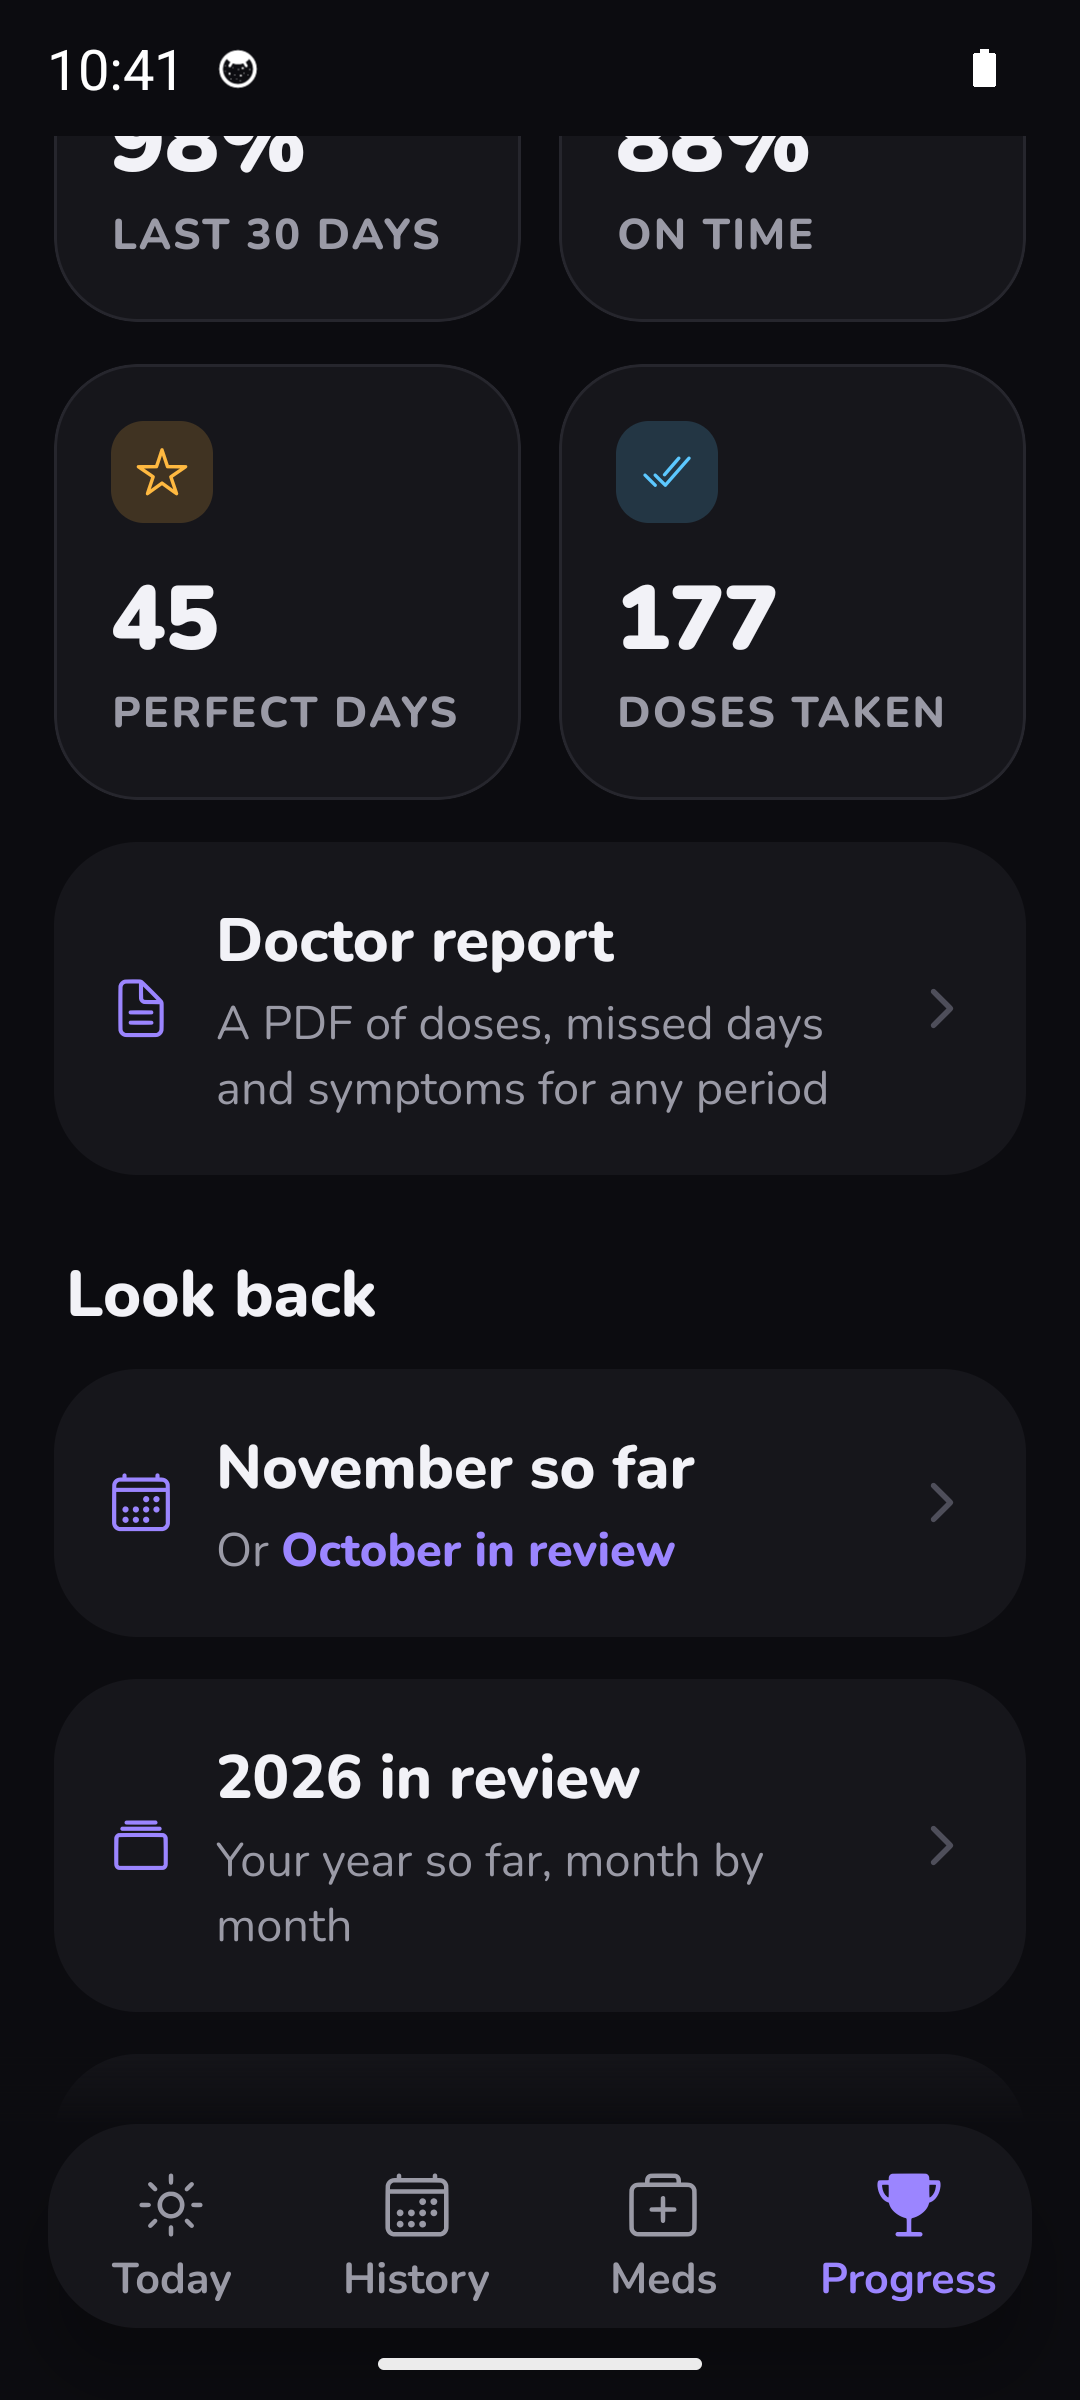 10:41
98%
88%
LAST 30 DAYS
ON TIME
45
177
PERFECT DAYS
DOSES TAKEN
Doctor report
A PDF of doses, missed days
and symptoms for any period
Look back
November so far
Or October in review
2026 in review
Your year so far, month by
month
Today
History
Meds
Progress